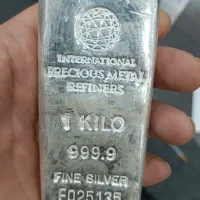 INTERNATIONAL
PRECIOUS METAL
REFINERS
1 KILO
999.9
FINE SILVER
F025135